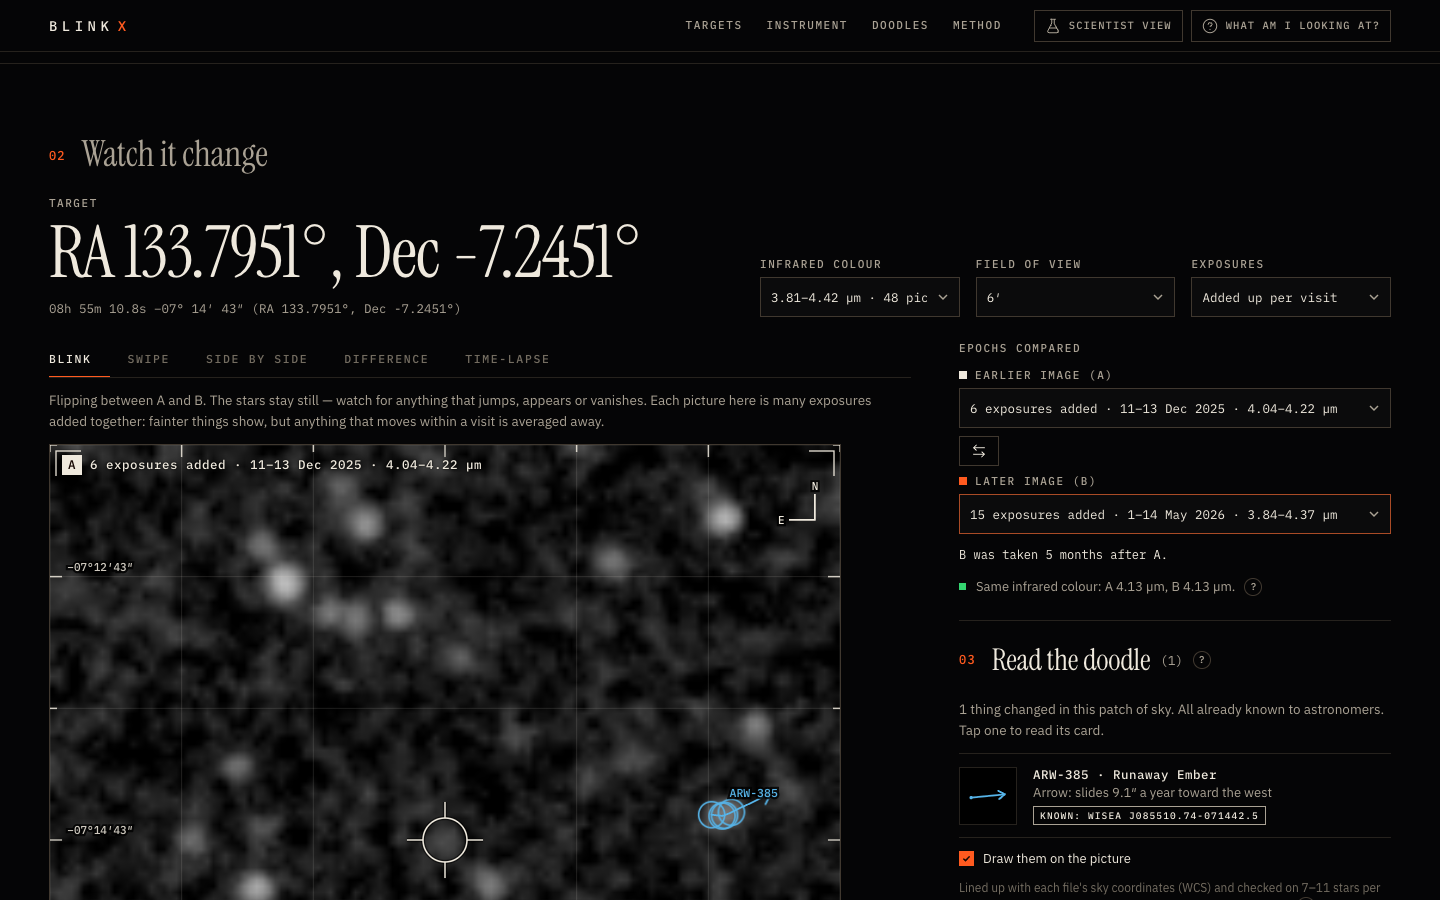 BLINK X
TARGETS INSTRUMENT DOODLES METHOD SCIENTIST VIEW WHAT AM I LOOKING AT?
02 Watch it change
TARGET
RA 133.7951°, Dec −7.2451°
08h 55m 10.8s −07° 14′ 43″ (RA 133.7951°, Dec -7.2451°)
INFRARED COLOUR FIELD OF VIEW EXPOSURES
3.81–4.42 µm · 48 pic 6′ Added up per visit
BLINK SWIPE SIDE BY SIDE DIFFERENCE TIME-LAPSE
Flipping between A and B. The stars stay still — watch for anything that jumps, appears or vanishes. Each picture here is many exposures
added together: fainter things show, but anything that moves within a visit is averaged away.
A 6 exposures added · 11–13 Dec 2025 · 4.04–4.22 µm
N
E
−07°12′43″
ARW-385
−07°14′43″
EPOCHS COMPARED
EARLIER IMAGE (A)
6 exposures added · 11–13 Dec 2025 · 4.04–4.22 µm
LATER IMAGE (B)
15 exposures added · 1–14 May 2026 · 3.84–4.37 µm
B was taken 5 months after A.
Same infrared colour: A 4.13 µm, B 4.13 µm. ?
03 Read the doodle (1) ?
1 thing changed in this patch of sky. All already known to astronomers.
Tap one to read its card.
ARW-385 · Runaway Ember
Arrow: slides 9.1″ a year toward the west
KNOWN: WISEA J085510.74-071442.5
Draw them on the picture
Lined up with each file's sky coordinates (WCS) and checked on 7–11 stars per